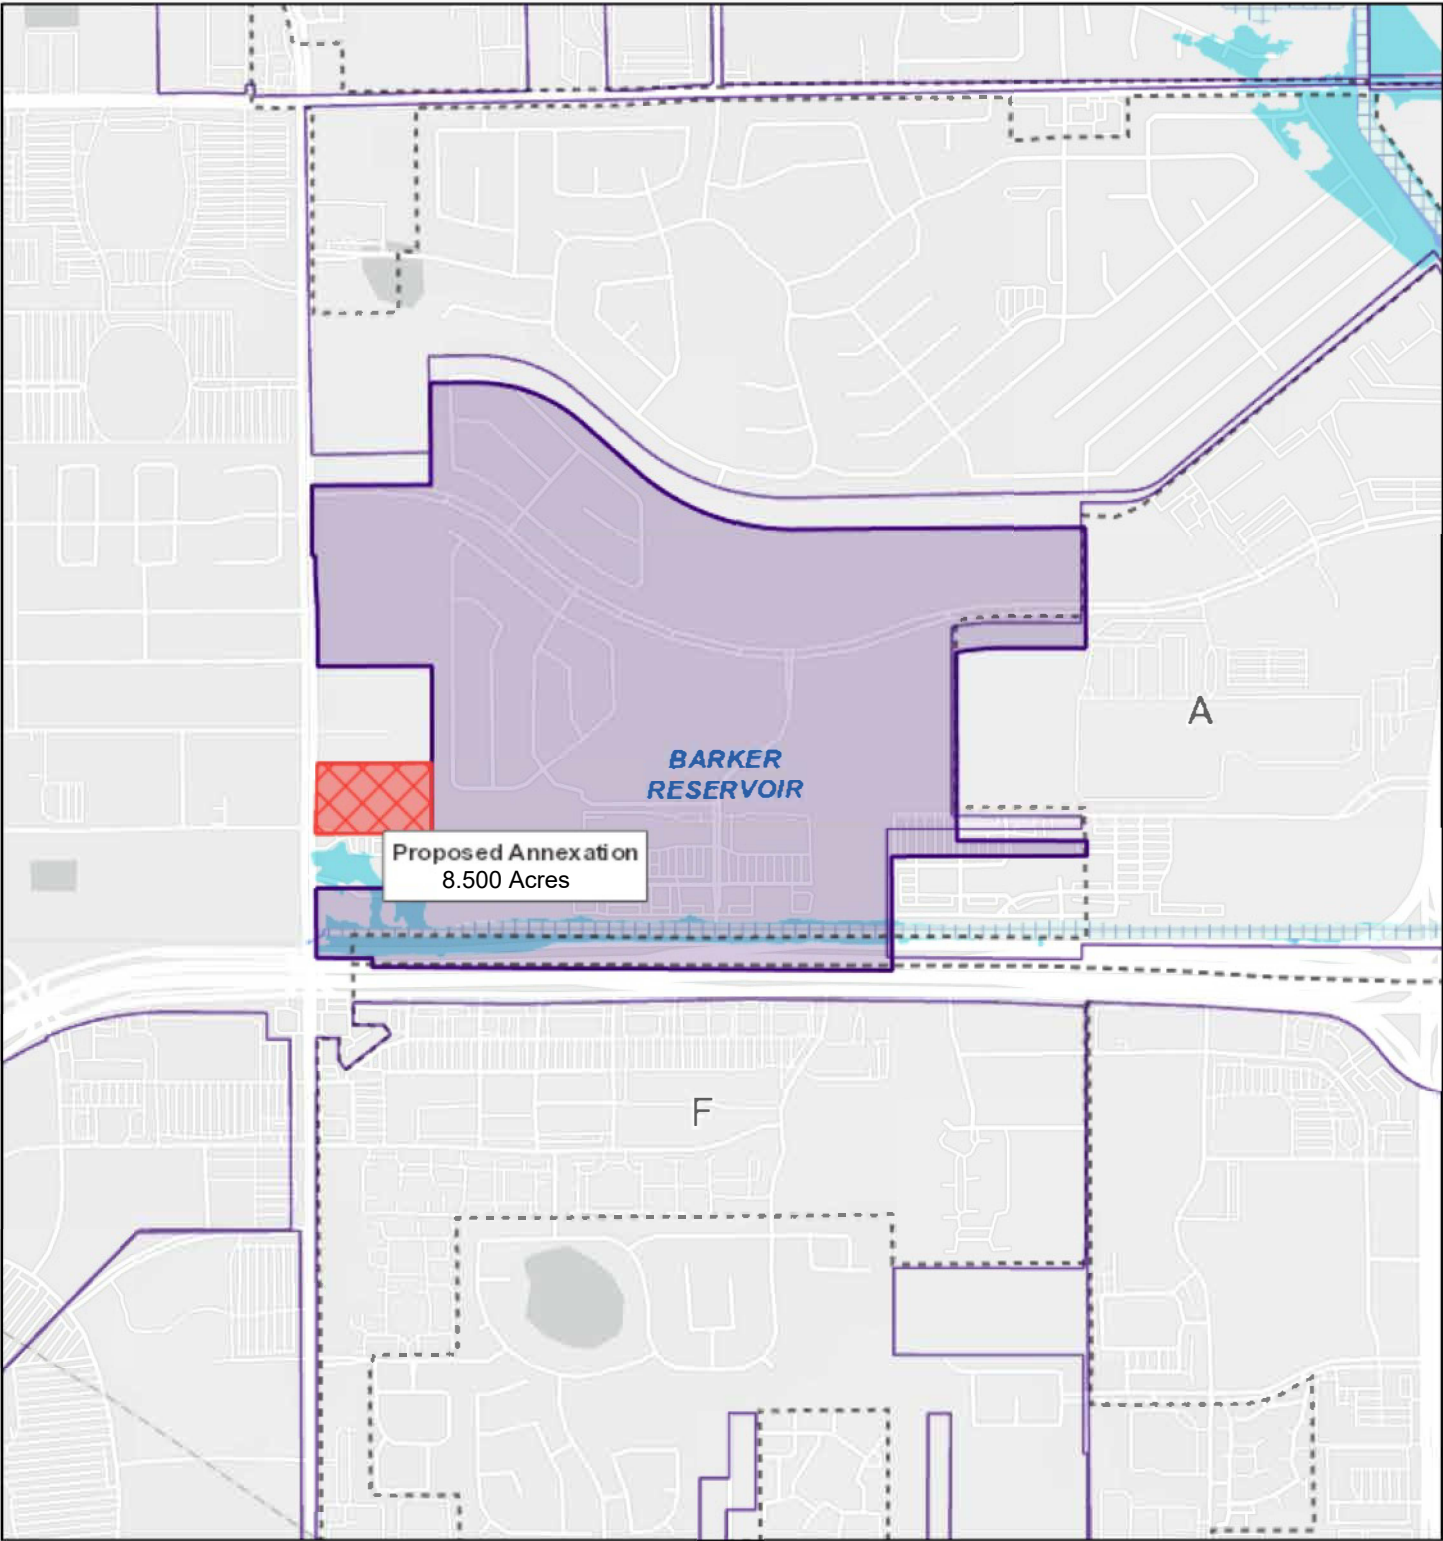 A
BARKER
RESERVOIR
Proposed Annexation
8.500 Acres
F